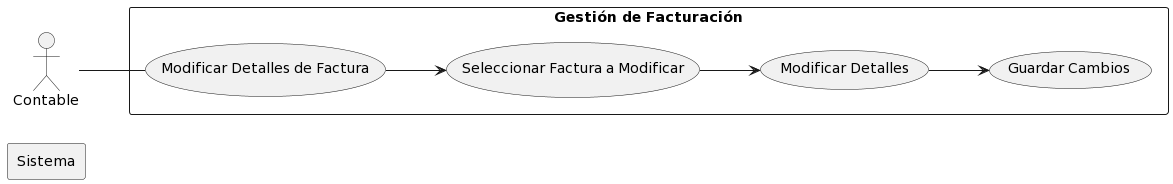 Gestión de Facturación
Contable
Modificar Detalles de Factura
Seleccionar Factura a Modificar
Modificar Detalles
Guardar Cambios
Sistema